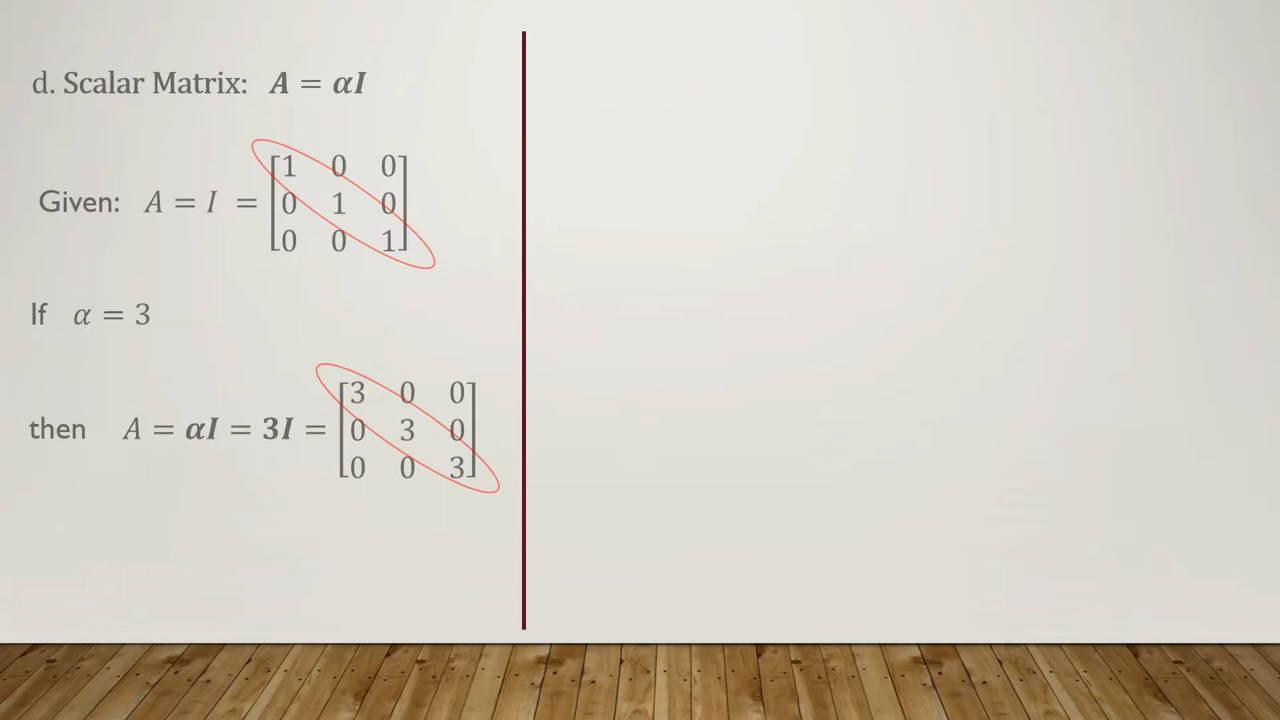 d. Scalar Matrix: A = αI
Given: A = I = [1 0 0
0 1 0
0 0 1]
If α = 3
then A = αI = 3I = [3 0 0
0 3 0
0 0 3]